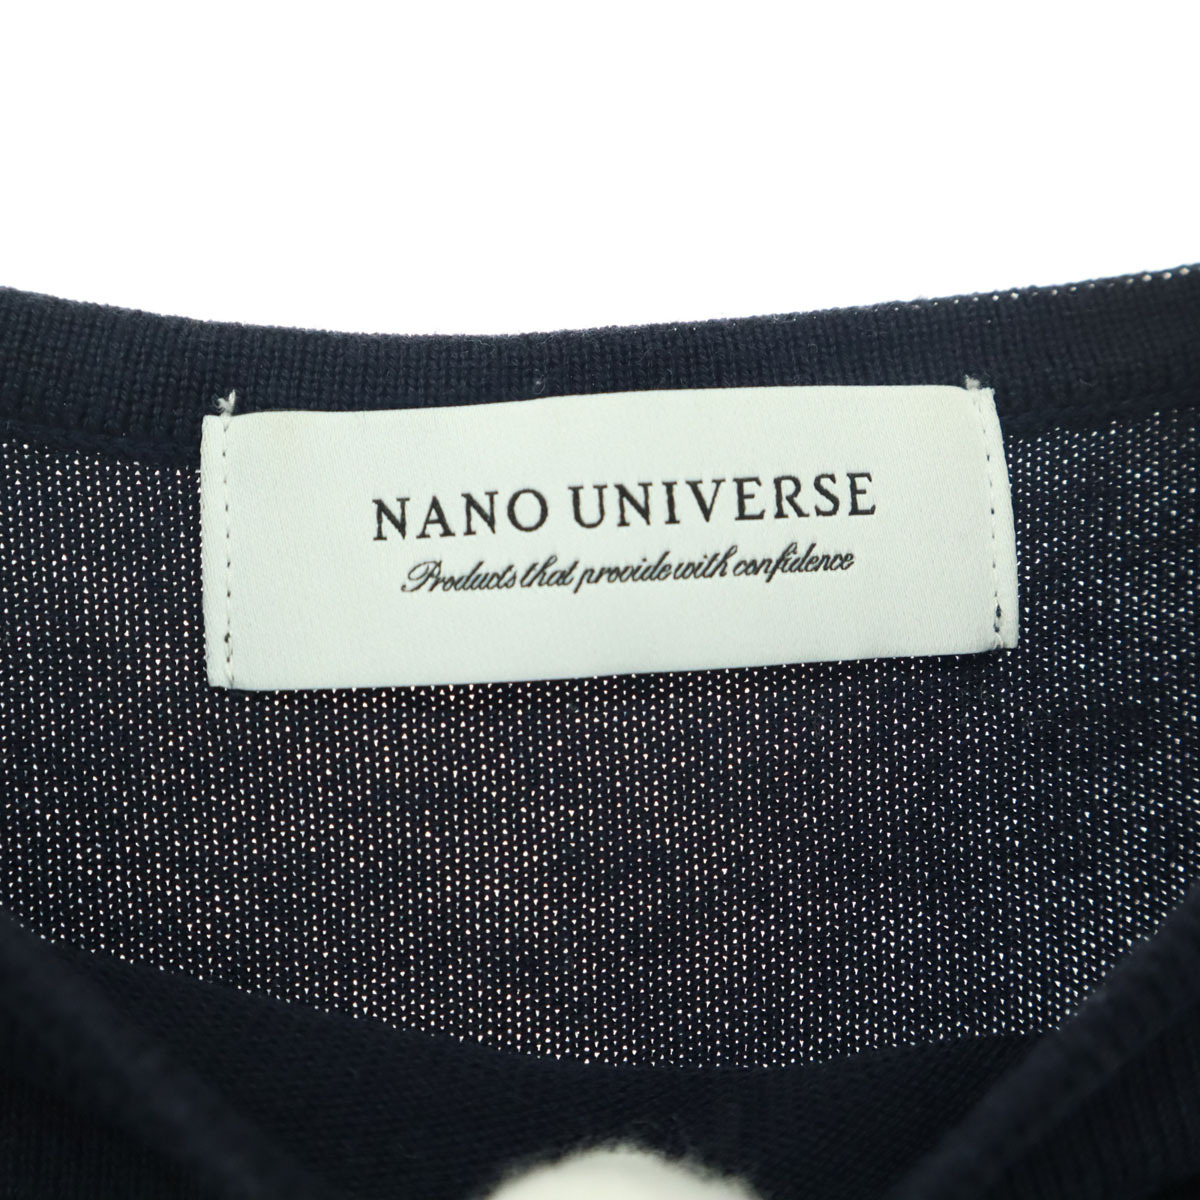 NANO UNIVERSE
Products that provide with confidence